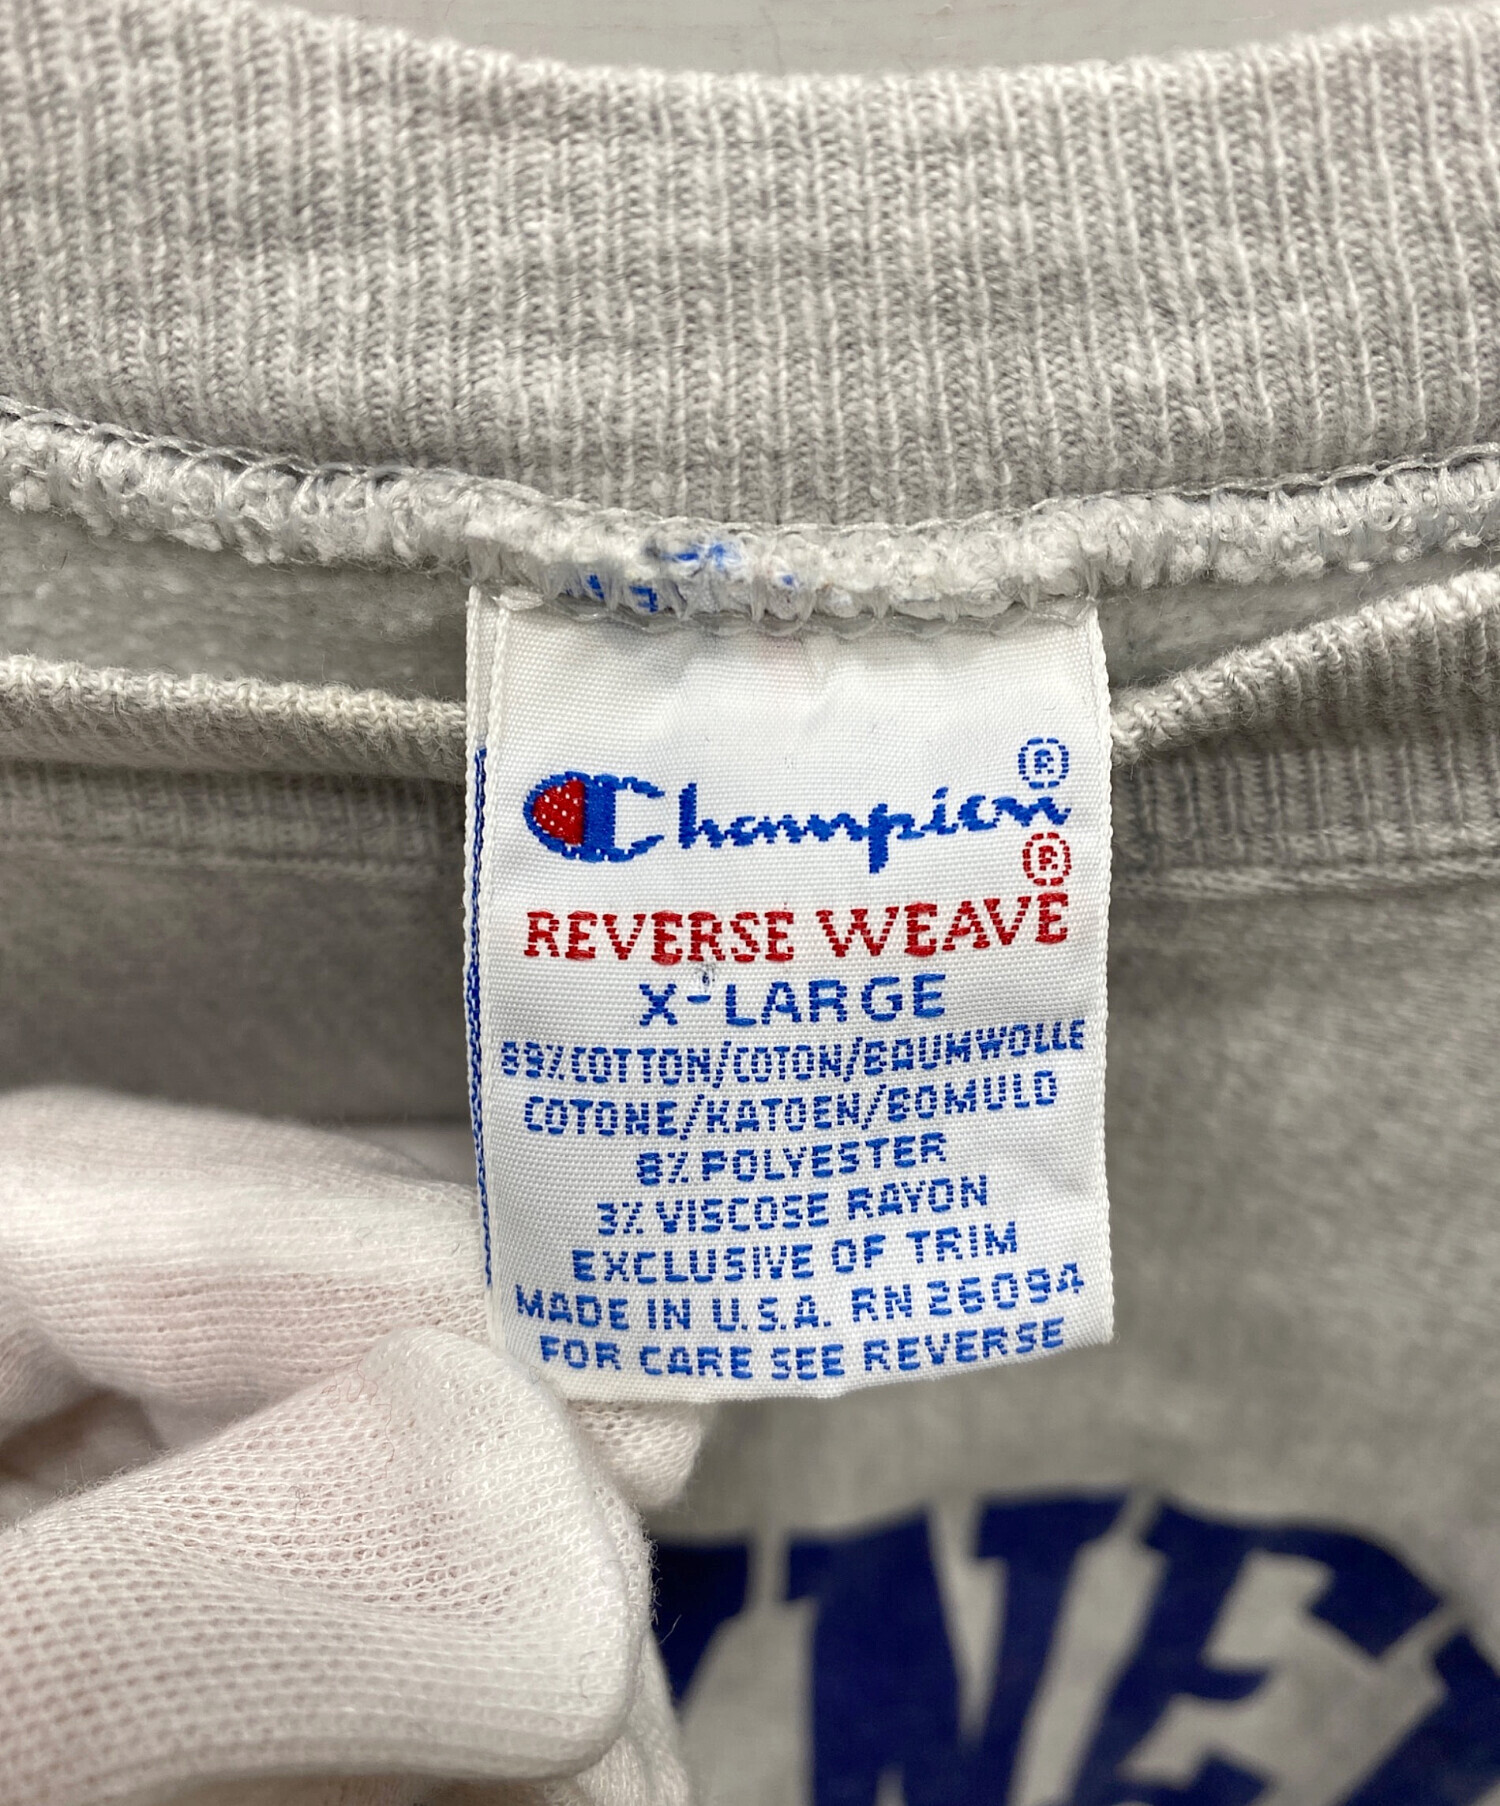 Champion®
®
REVERSE WEAVE
X-LARGE
89% COTTON/COTON/BAUMWOLLE
COTONE/KATOEN/BOMULD
8% POLYESTER
3% VISCOSE RAYON
EXCLUSIVE OF TRIM
MADE IN U.S.A. RN 26094
FOR CARE SEE REVERSE